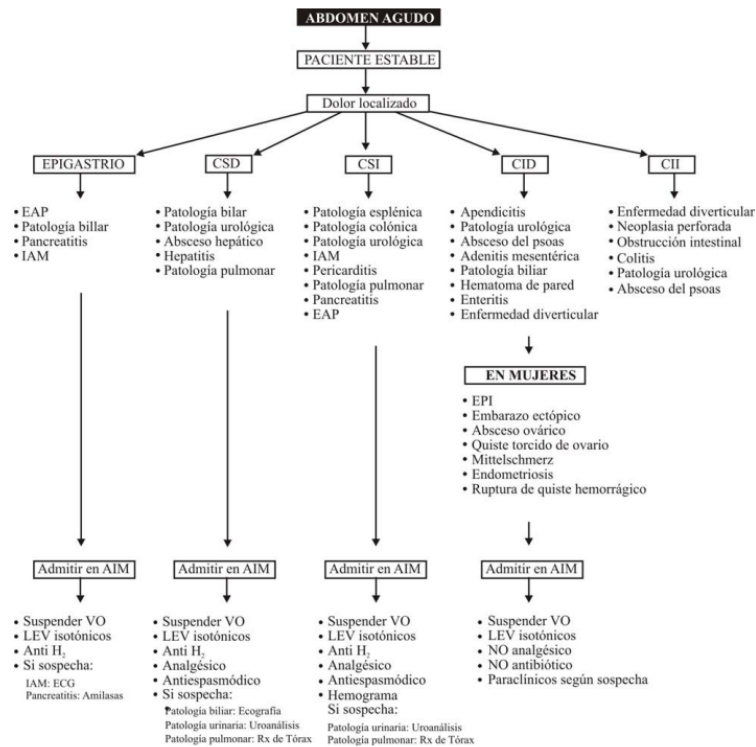 ABDOMEN AGUDO
PACIENTE ESTABLE
Dolor localizado
EPIGASTRIO
• EAP
• Patología billar
• Pancreatitis
• IAM
Admitir en AIM
• Suspender VO
• LEV isotónicos
• Anti H₂
• Si sospecha:
IAM: ECG
Pancreatitis: Amilasas
CSD
• Patología bilar
• Patología urológica
• Absceso hepático
• Hepatitis
• Patología pulmonar
Admitir en AIM
• Suspender VO
• LEV isotónicos
• Anti H₂
• Analgésico
• Antiespasmódico
• Si sospecha:
Patología biliar: Ecografía
Patología urinaria: Uroanálisis
Patología pulmonar: Rx de Tórax
CSI
• Patología esplénica
• Patología colónica
• Patología urológica
• IAM
• Pericarditis
• Patología pulmonar
• Pancreatitis
• EAP
Admitir en AIM
• Suspender VO
• LEV isotónicos
• Anti H₂
• Analgésico
• Antiespasmódico
• Hemograma
Si sospecha:
Patología urinaria: Uroanálisis
Patología pulmonar: Rx de Tórax
CID
• Apendicitis
• Patología urológica
• Absceso del psoas
• Adenitis mesentérica
• Patología biliar
• Hematoma de pared
• Enteritis
• Enfermedad diverticular
EN MUJERES
• EPI
• Embarazo ectópico
• Absceso ovárico
• Quiste torcido de ovario
• Mittelschmerz
• Endometriosis
• Ruptura de quiste hemorrágico
Admitir en AIM
• Suspender VO
• LEV isotónicos
• NO analgésico
• NO antibiótico
• Paraclínicos según sospecha
CII
• Enfermedad diverticular
• Neoplasia perforada
• Obstrucción intestinal
• Colitis
• Patología urológica
• Absceso del psoas